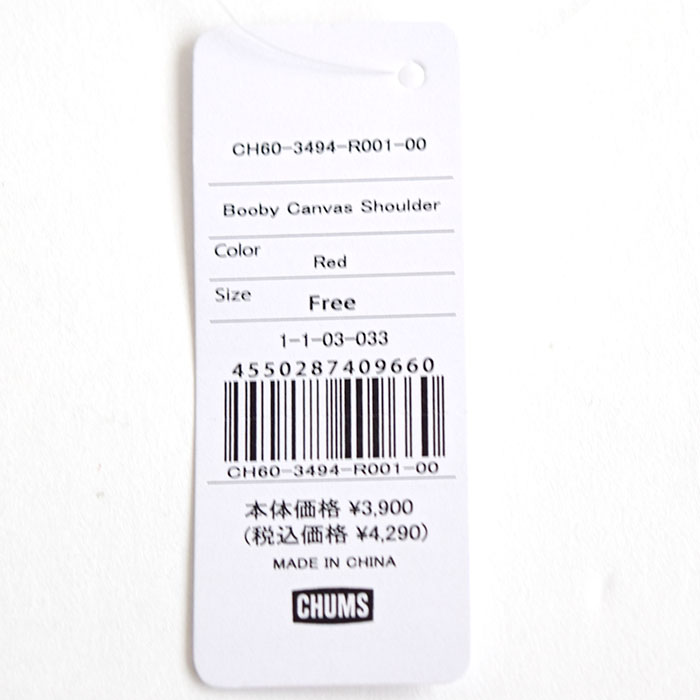 CH60-3494-R001-00
Booby Canvas Shoulder
Color Red
Size Free
1-1-03-033
4550287409660
CH60-3494-R001-00
本体価格 ¥3,900
(税込価格 ¥4,290)
MADE IN CHINA
CHUMS